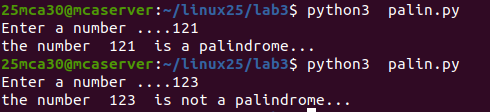 25mca30@mcaserver:~/linux25/lab3$ python3  palin.py
Enter a number ....121
the number  121  is a palindrome...
25mca30@mcaserver:~/linux25/lab3$ python3  palin.py
Enter a number ....123
the number  123  is not a palindrome...